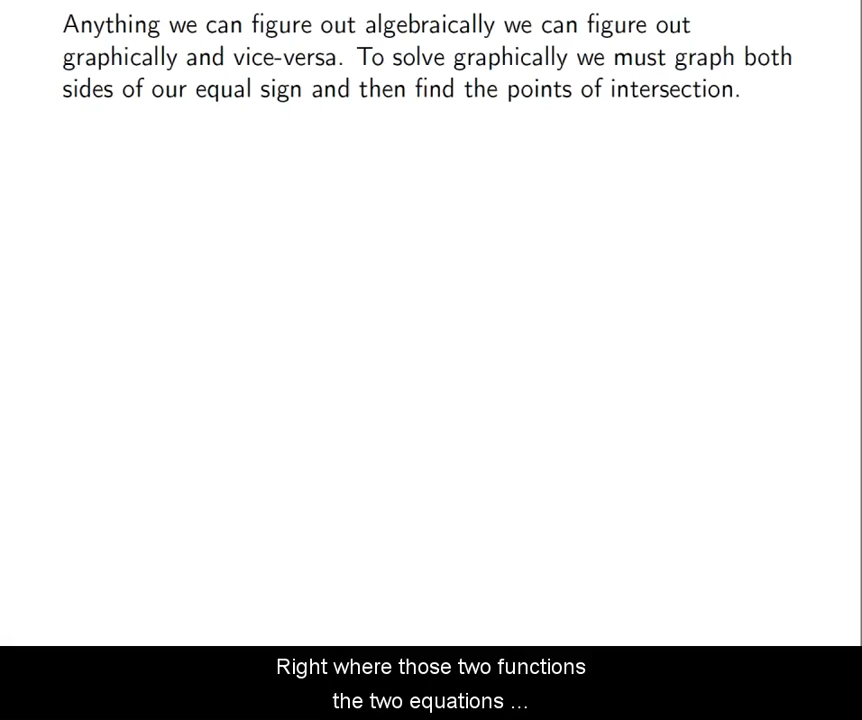 Anything we can figure out algebraically we can figure out
graphically and vice-versa. To solve graphically we must graph both
sides of our equal sign and then find the points of intersection.
Right where those two functions
the two equations ...